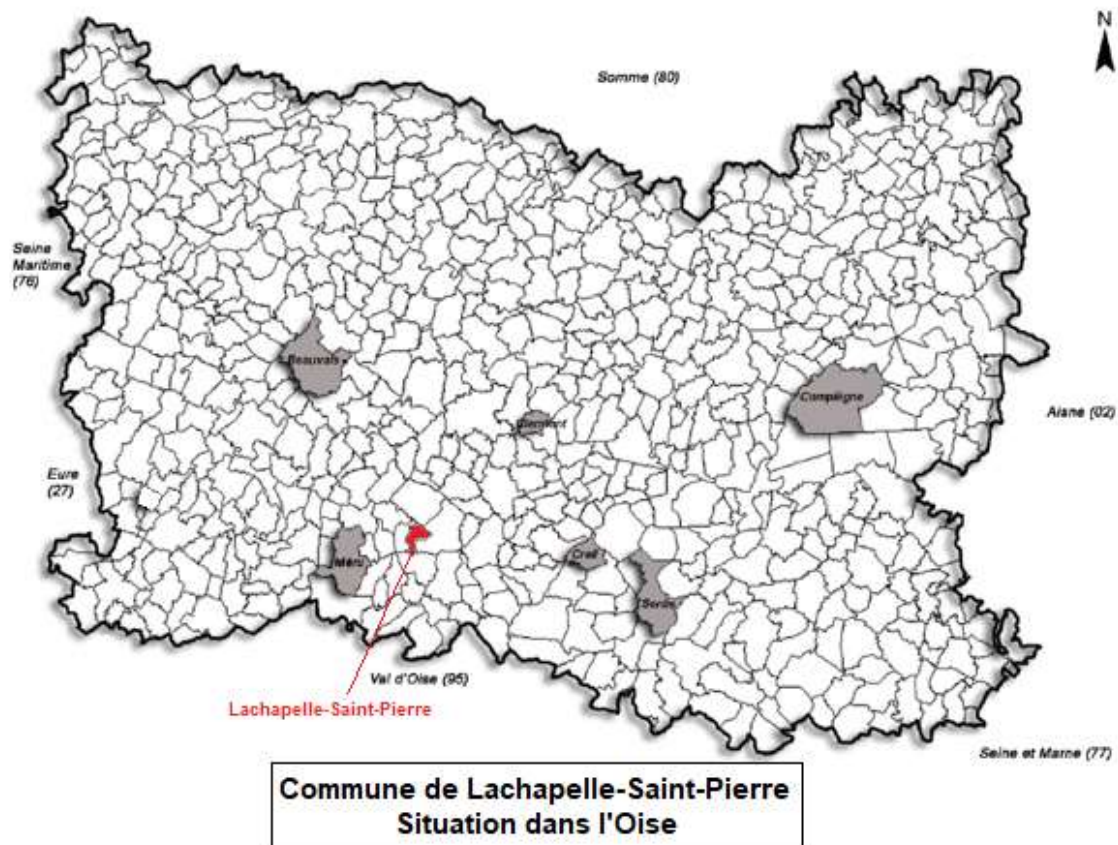 N
Somme (80)
Seine
Maritime
(76)
Beauvais
Compiègne
Clermont
Aisne (02)
Eure
(27)
Méru
Creil
Senlis
Val d'Oise (95)
Lachapelle-Saint-Pierre
Seine et Marne (77)
Commune de Lachapelle-Saint-Pierre
Situation dans l'Oise